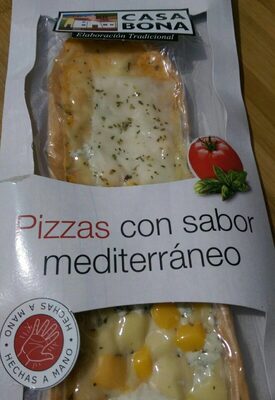 CASA
BONA
Elaboración Tradicional
Pizzas con sabor
mediterráneo
HECHAS A MANO · HECHAS A MANO ·